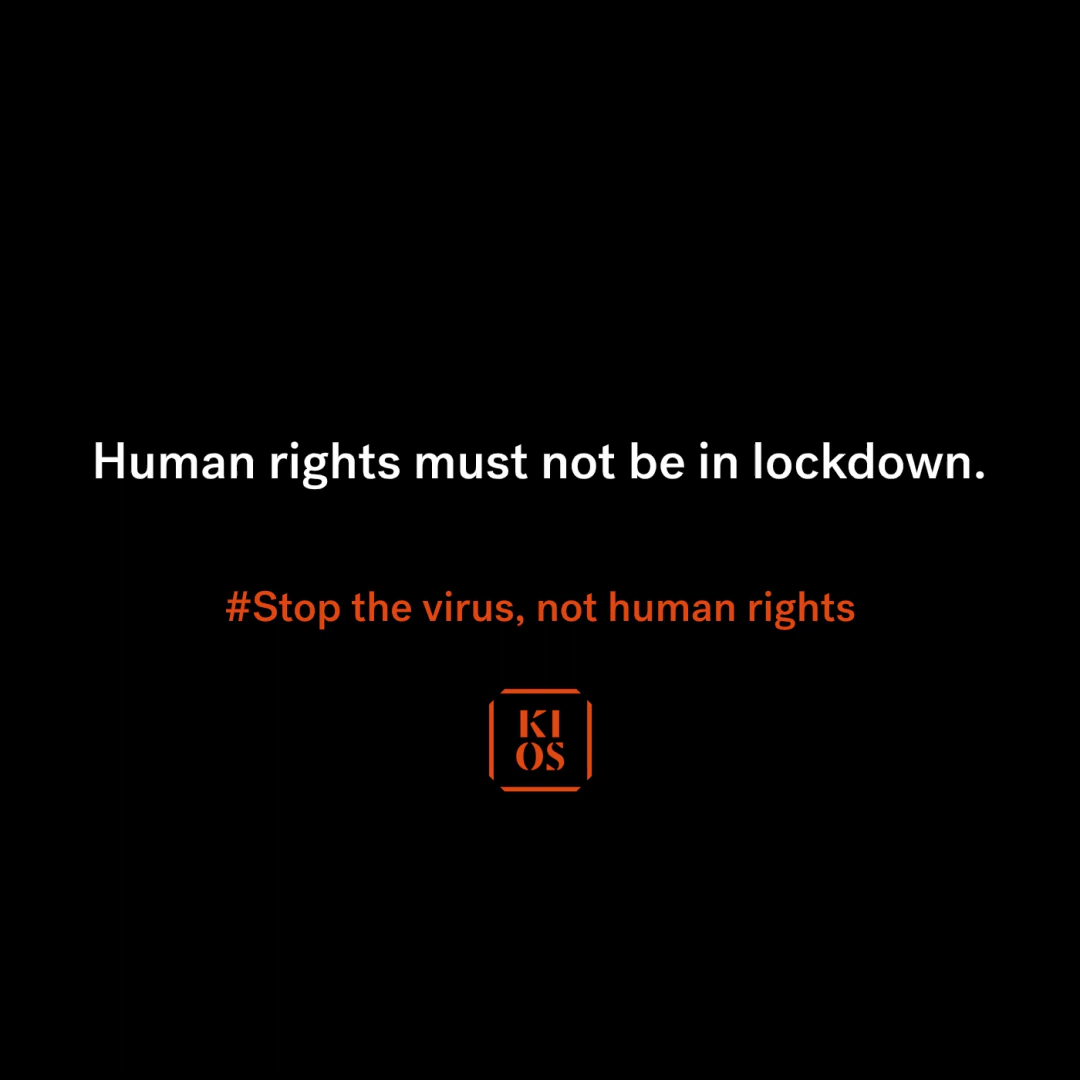 Human rights must not be in lockdown.
#Stop the virus, not human rights
KI
OS